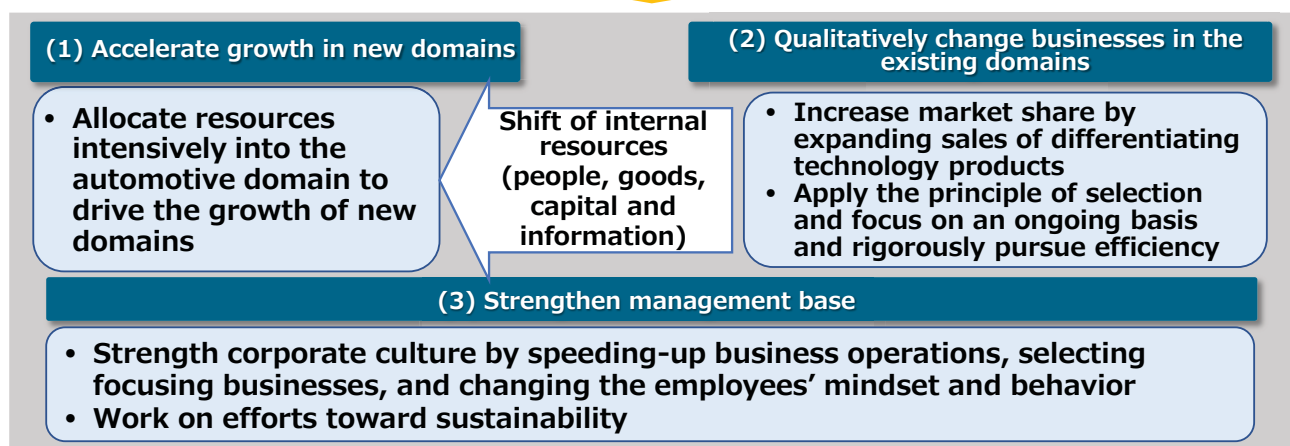 (1) Accelerate growth in new domains
• Allocate resources
intensively into the
automotive domain to
drive the growth of new
domains
Shift of internal
resources
(people, goods,
capital and
information)
(2) Qualitatively change businesses in the
existing domains
• Increase market share by
expanding sales of differentiating
technology products
• Apply the principle of selection
and focus on an ongoing basis
and rigorously pursue efficiency
(3) Strengthen management base
• Strength corporate culture by speeding-up business operations, selecting
focusing businesses, and changing the employees’ mindset and behavior
• Work on efforts toward sustainability